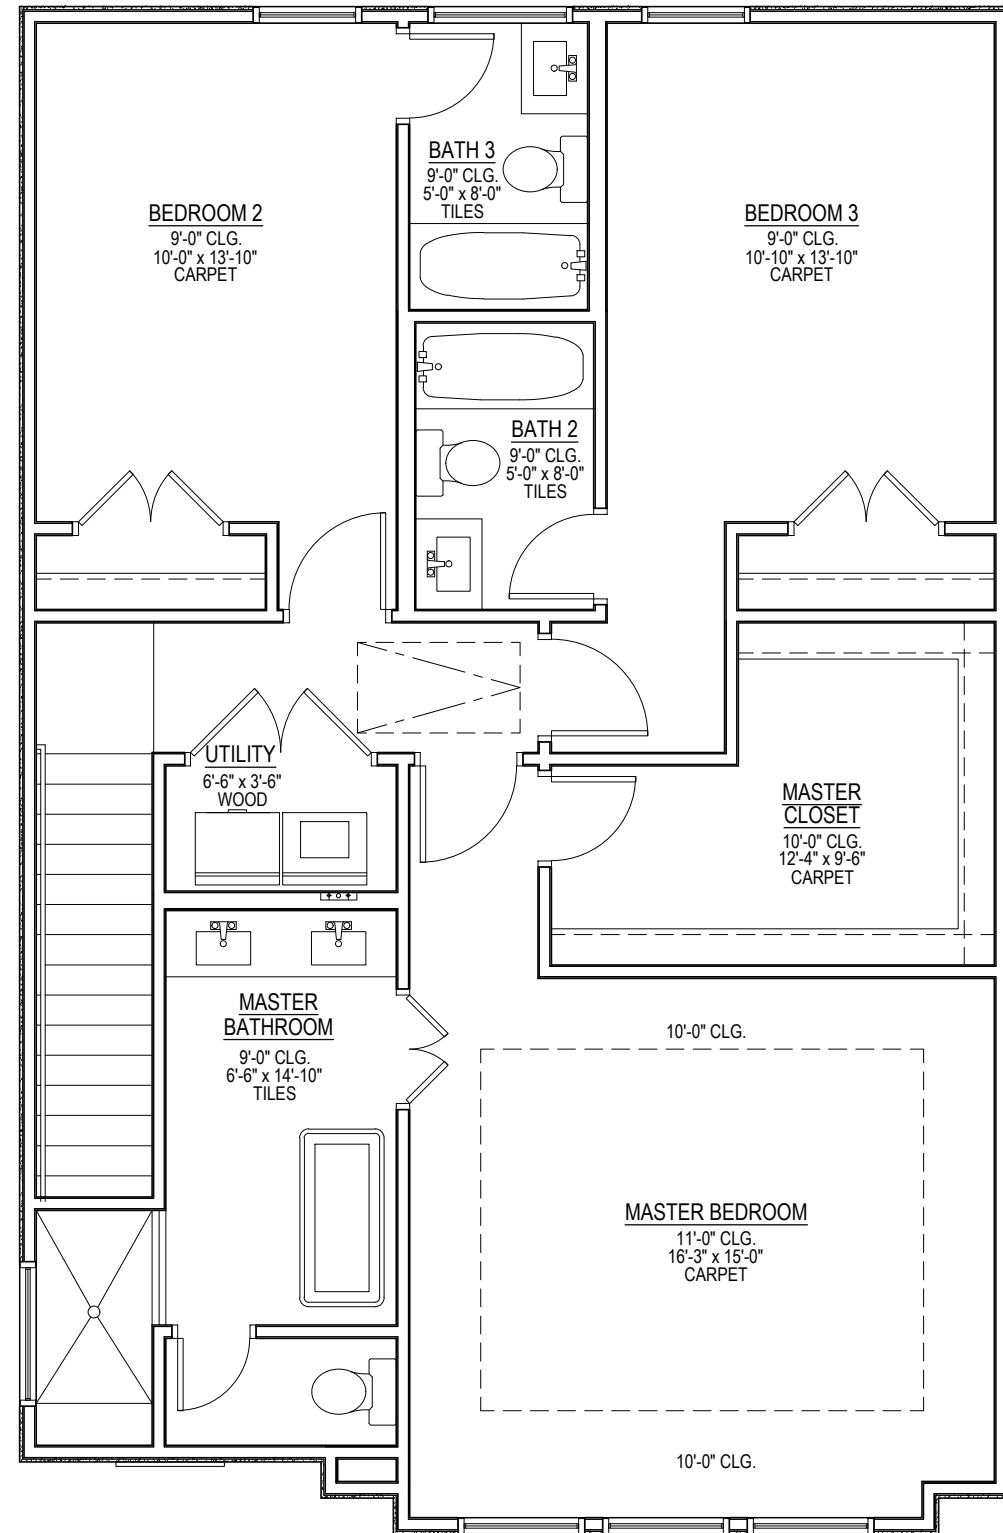 BATH 3
9'-0" CLG.
5'-0" x 8'-0"
TILES
BEDROOM 2
9'-0" CLG.
10'-0" x 13'-10"
CARPET
BEDROOM 3
9'-0" CLG.
10'-10" x 13'-10"
CARPET
BATH 2
9'-0" CLG.
5'-0" x 8'-0"
TILES
UTILITY
6'-6" x 3'-6"
WOOD
MASTER
CLOSET
10'-0" CLG.
12'-4" x 9'-6"
CARPET
MASTER
BATHROOM
9'-0" CLG.
6'-6" x 14'-10"
TILES
10'-0" CLG.
MASTER BEDROOM
11'-0" CLG.
16'-3" x 15'-0"
CARPET
10'-0" CLG.